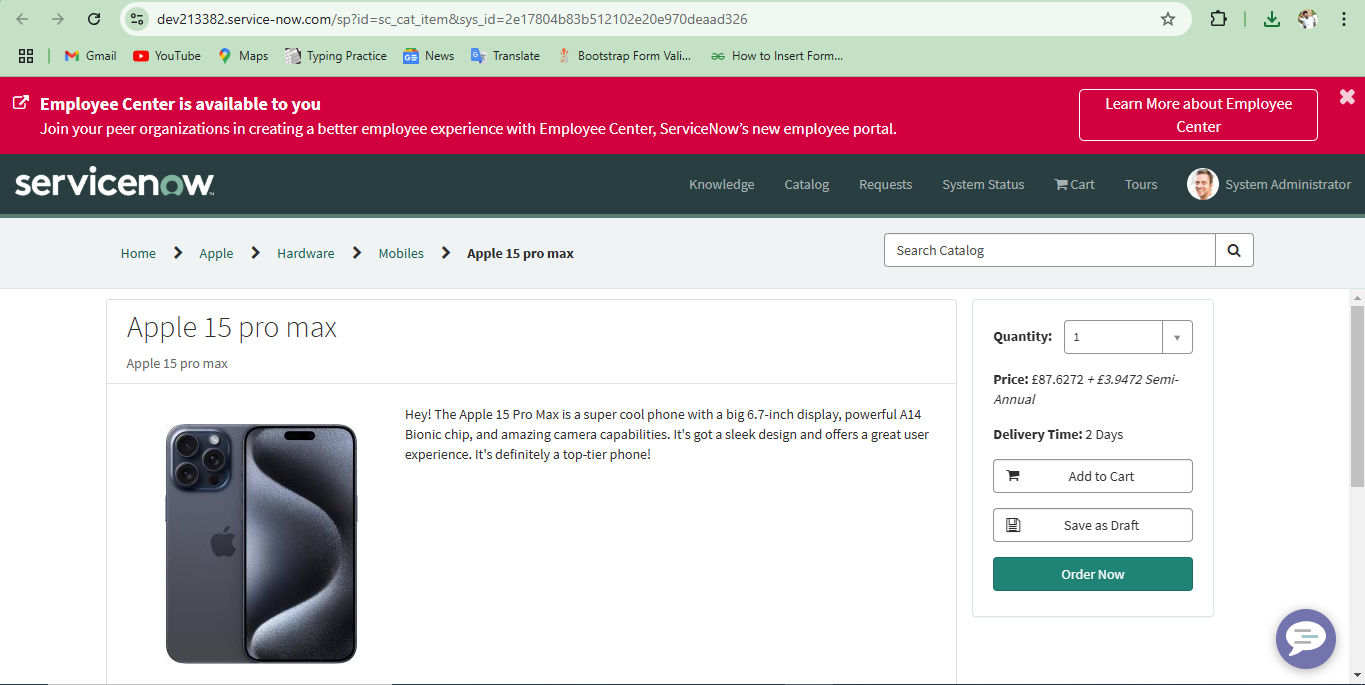 dev213382.service-now.com/sp?id=sc_cat_item&sys_id=2e17804b83b512102e20e970deaad326
Gmail YouTube Maps Typing Practice News Translate Bootstrap Form Vali... How to Insert Form...
Employee Center is available to you
Join your peer organizations in creating a better employee experience with Employee Center, ServiceNow's new employee portal.
Learn More about Employee
Center
servicenow
Knowledge Catalog Requests System Status Cart Tours System Administrator
Home Apple Hardware Mobiles Apple 15 pro max
Search Catalog
Apple 15 pro max
Apple 15 pro max
Hey! The Apple 15 Pro Max is a super cool phone with a big 6.7-inch display, powerful A14
Bionic chip, and amazing camera capabilities. It's got a sleek design and offers a great user
experience. It's definitely a top-tier phone!
Quantity: 1
Price: £87.6272 + £3.9472 Semi-
Annual
Delivery Time: 2 Days
Add to Cart
Save as Draft
Order Now